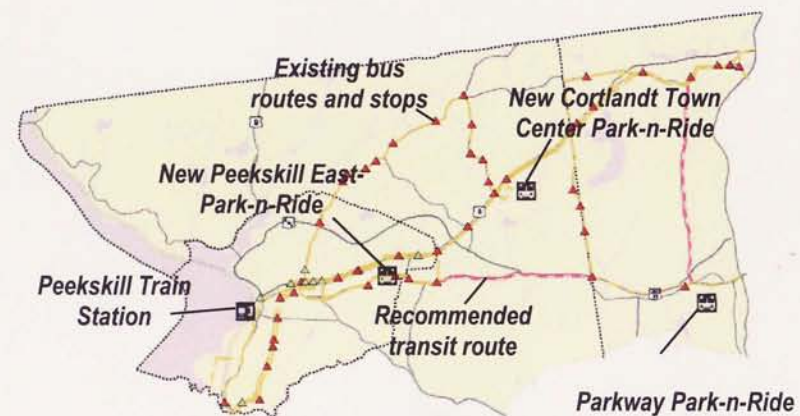 Existing bus
routes and stops
New Cortlandt Town
Center Park-n-Ride
New Peekskill East-
Park-n-Ride
Peekskill Train
Station
Recommended
transit route
Parkway Park-n-Ride